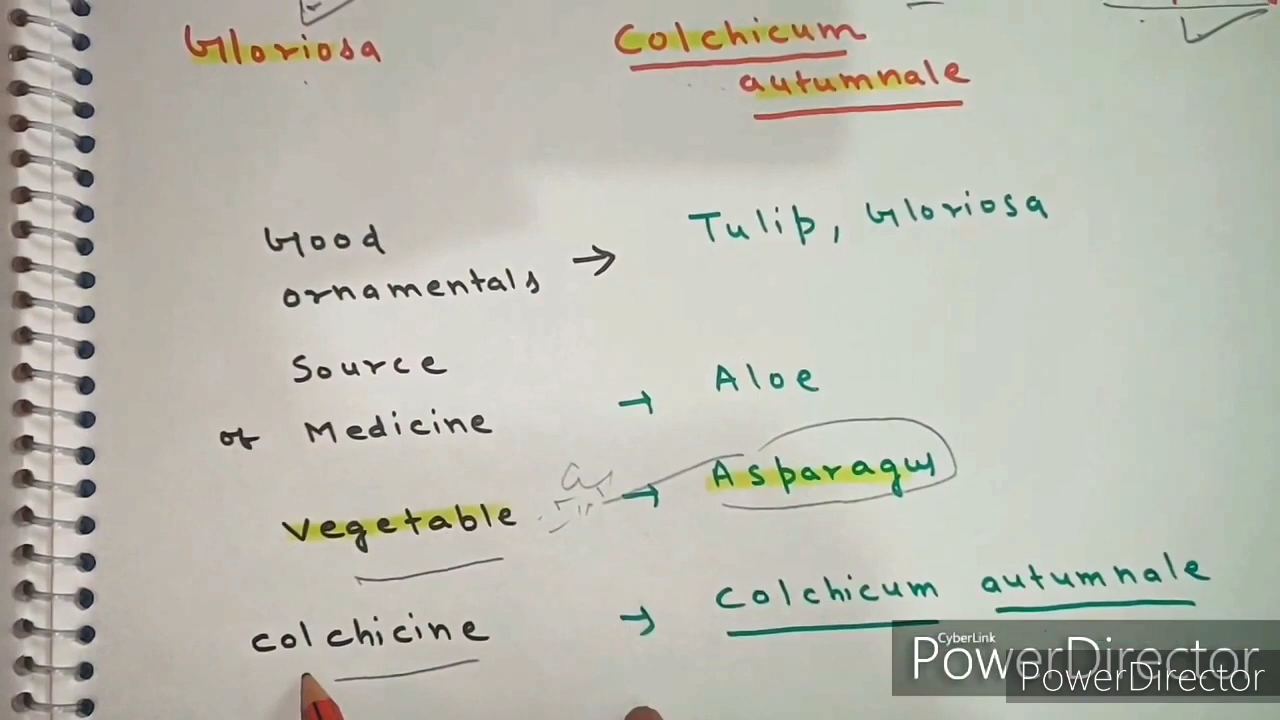 Gloriosa
Colchicum
autumnale
Good
ornamentals → Tulip, Gloriosa
Source
of Medicine → Aloe
Vegetable → Asparagus
colchicine → Colchicum autumnale
CyberLink
PowerDirector
PowerDirector